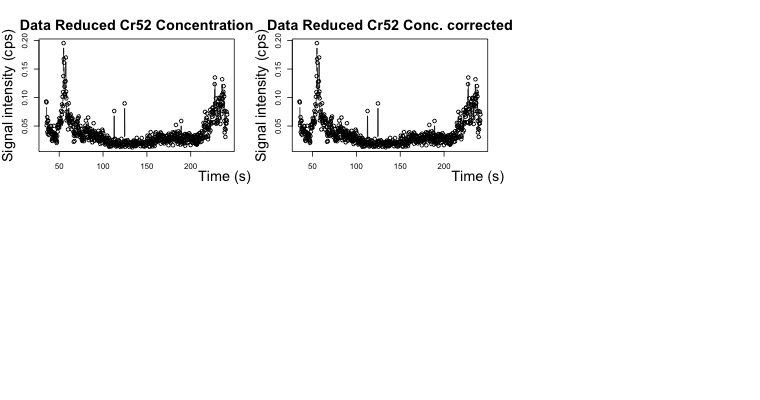 Data Reduced Cr52 Concentration
Signal intensity (cps)
0.05 0.10 0.15 0.20
50 100 150 200
Time (s)
Data Reduced Cr52 Conc. corrected
Signal intensity (cps)
0.05 0.10 0.15 0.20
50 100 150 200
Time (s)